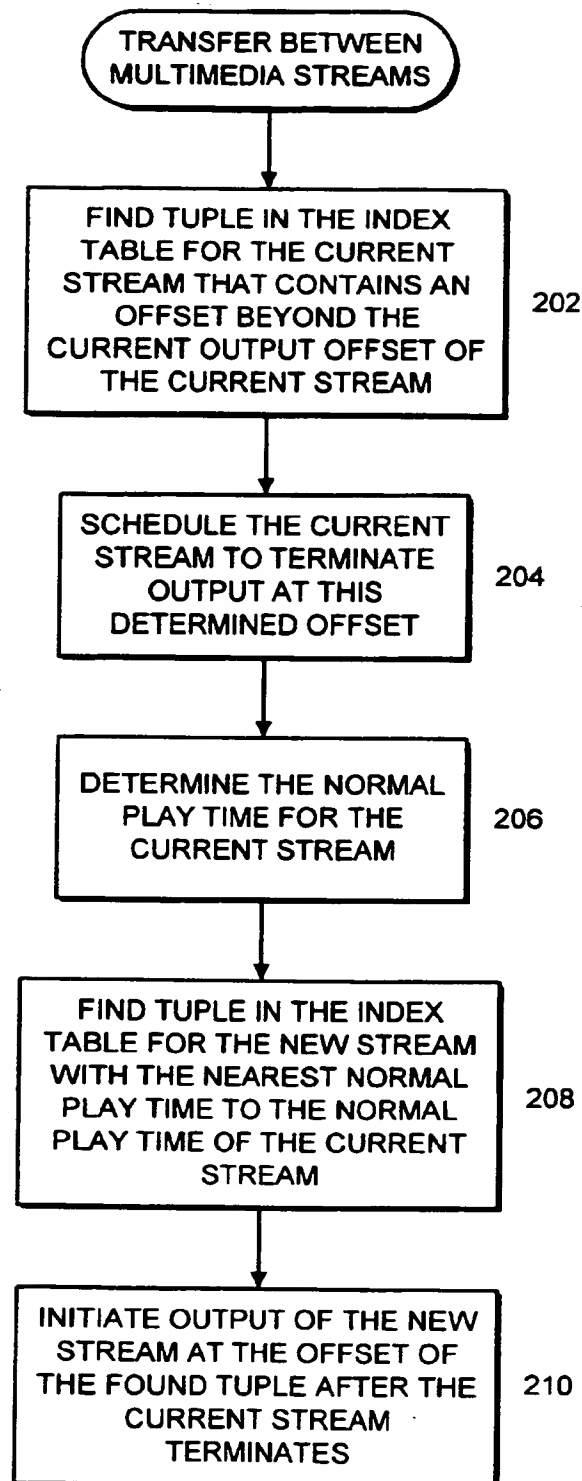 TRANSFER BETWEEN
MULTIMEDIA STREAMS
FIND TUPLE IN THE INDEX
TABLE FOR THE CURRENT
STREAM THAT CONTAINS AN
OFFSET BEYOND THE
CURRENT OUTPUT OFFSET OF
THE CURRENT STREAM
202
SCHEDULE THE CURRENT
STREAM TO TERMINATE
OUTPUT AT THIS
DETERMINED OFFSET
204
DETERMINE THE NORMAL
PLAY TIME FOR THE
CURRENT STREAM
206
FIND TUPLE IN THE INDEX
TABLE FOR THE NEW STREAM
WITH THE NEAREST NORMAL
PLAY TIME TO THE NORMAL
PLAY TIME OF THE CURRENT
STREAM
208
INITIATE OUTPUT OF THE NEW
STREAM AT THE OFFSET OF
THE FOUND TUPLE AFTER THE
CURRENT STREAM
TERMINATES
210